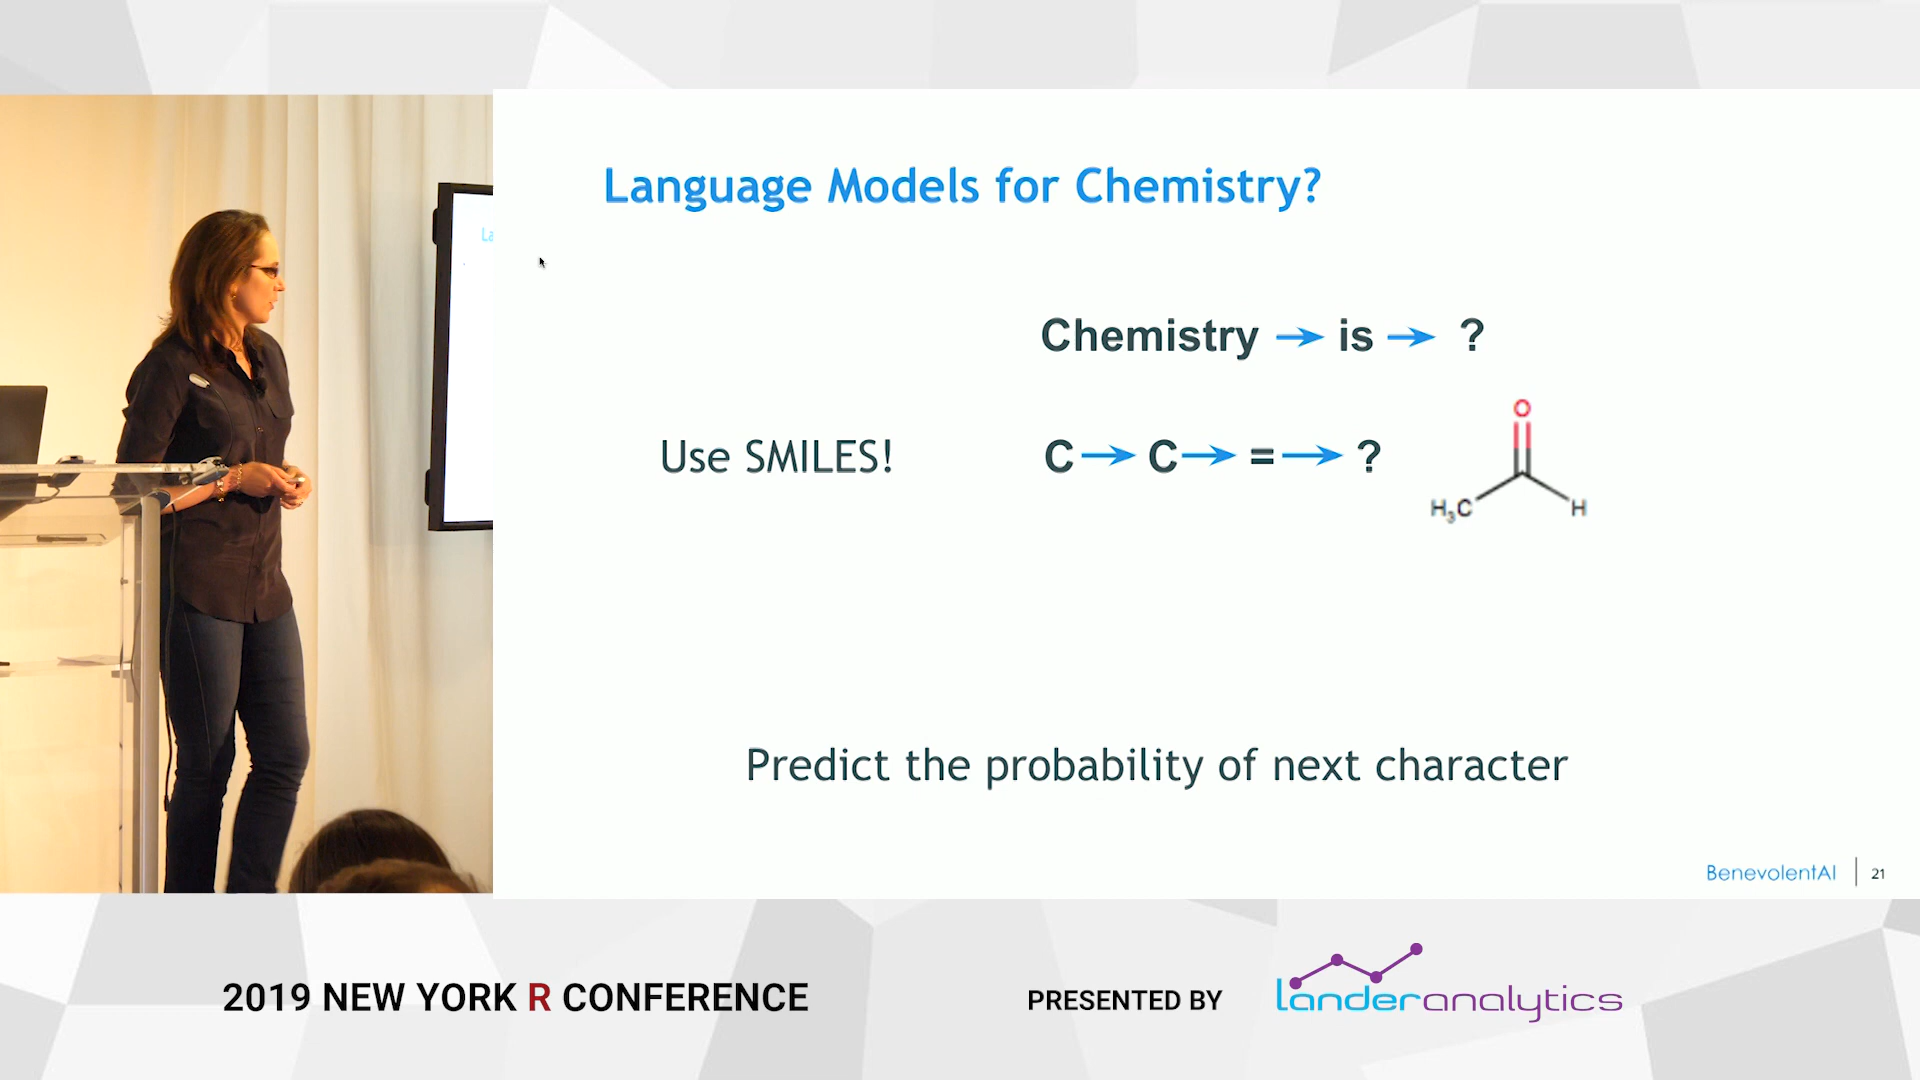 Language Models for Chemistry?
La
Chemistry → is → ?
Use SMILES!
C → C → = → ?
O
H₃C
H
Predict the probability of next character
BenevolentAI | 21
2019 NEW YORK R CONFERENCE
PRESENTED BY
landeranalytics